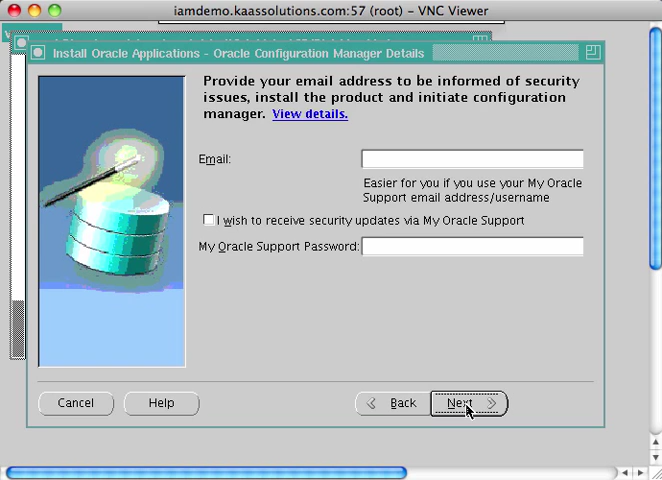 iamdemo.kaassolutions.com:57 (root) – VNC Viewer
Install Oracle Applications - Oracle Configuration Manager Details
Provide your email address to be informed of security
issues, install the product and initiate configuration
manager. View details.
Email:
Easier for you if you use your My Oracle
Support email address/username
I wish to receive security updates via My Oracle Support
My Oracle Support Password:
Cancel
Help
Back
Next